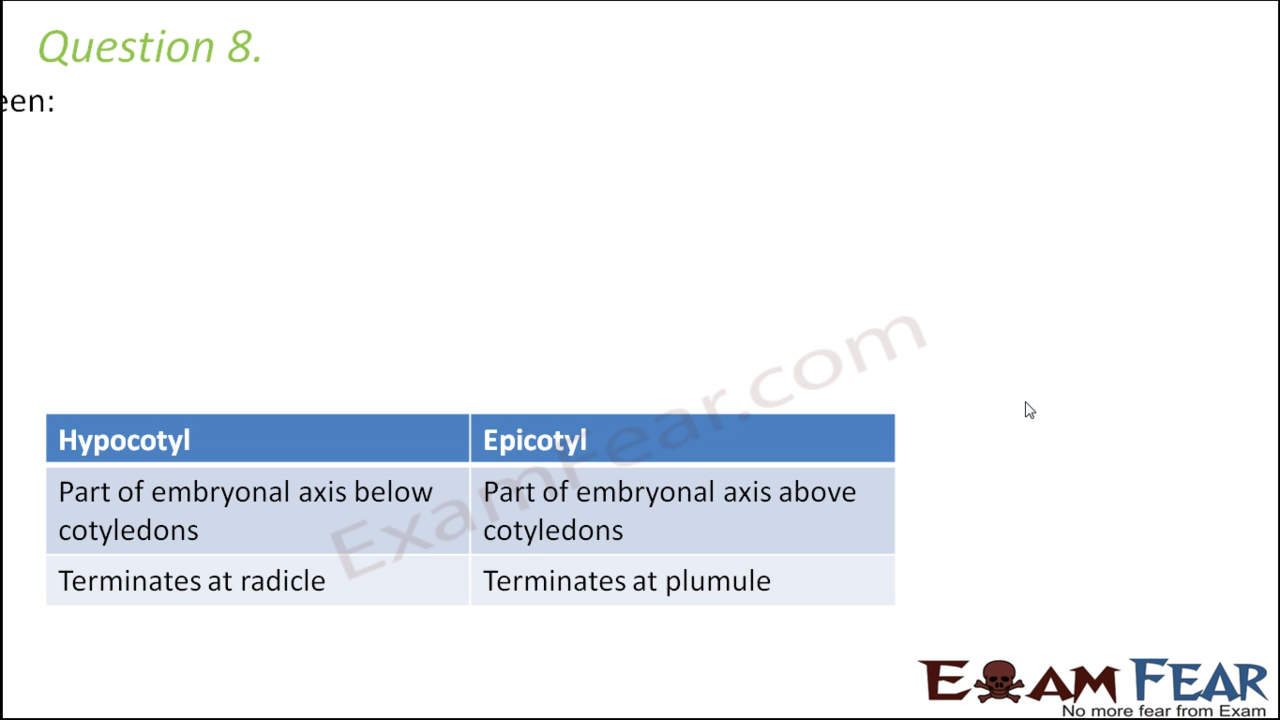 Question 8.
een:
Hypocotyl Epicotyl
Part of embryonal axis below Part of embryonal axis above
cotyledons cotyledons
Terminates at radicle Terminates at plumule
ExamFear.com
EXAM FEAR
No more fear from Exam